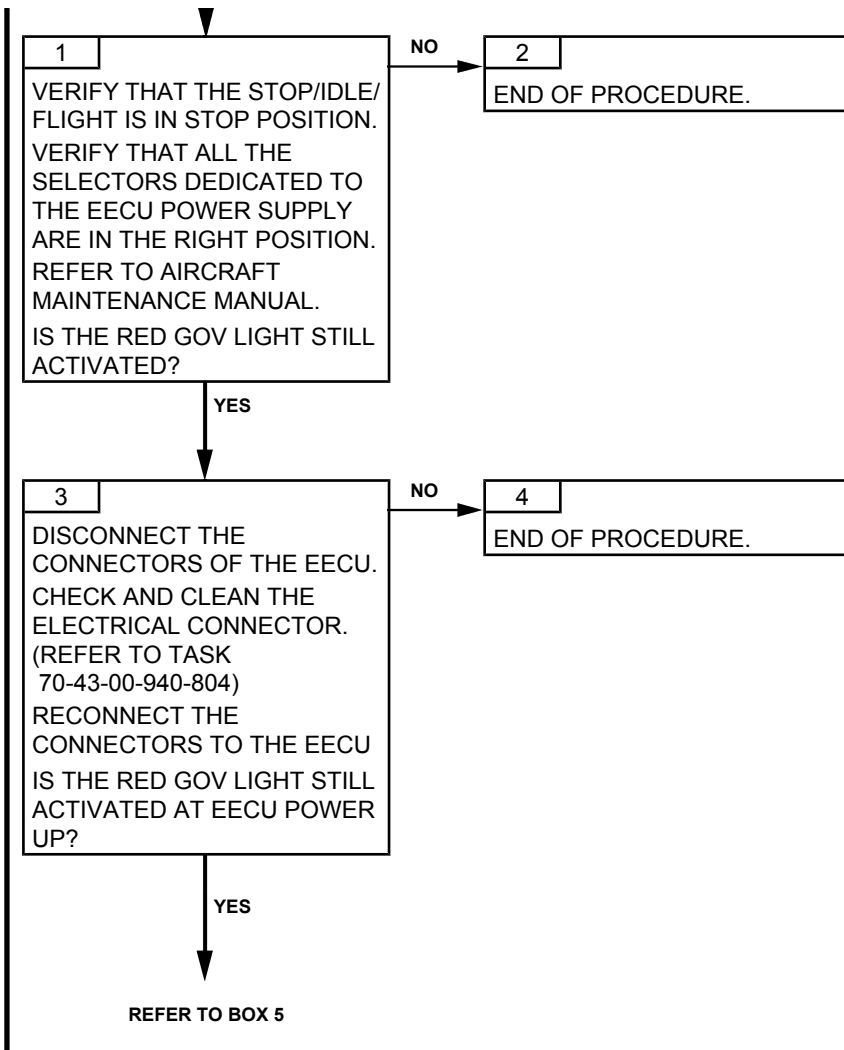 1
VERIFY THAT THE STOP/IDLE/
FLIGHT IS IN STOP POSITION.
VERIFY THAT ALL THE
SELECTORS DEDICATED TO
THE EECU POWER SUPPLY
ARE IN THE RIGHT POSITION.
REFER TO AIRCRAFT
MAINTENANCE MANUAL.
IS THE RED GOV LIGHT STILL
ACTIVATED?
NO
2
END OF PROCEDURE.
YES
3
DISCONNECT THE
CONNECTORS OF THE EECU.
CHECK AND CLEAN THE
ELECTRICAL CONNECTOR.
(REFER TO TASK
70-43-00-940-804)
RECONNECT THE
CONNECTORS TO THE EECU
IS THE RED GOV LIGHT STILL
ACTIVATED AT EECU POWER
UP?
NO
4
END OF PROCEDURE.
YES
REFER TO BOX 5